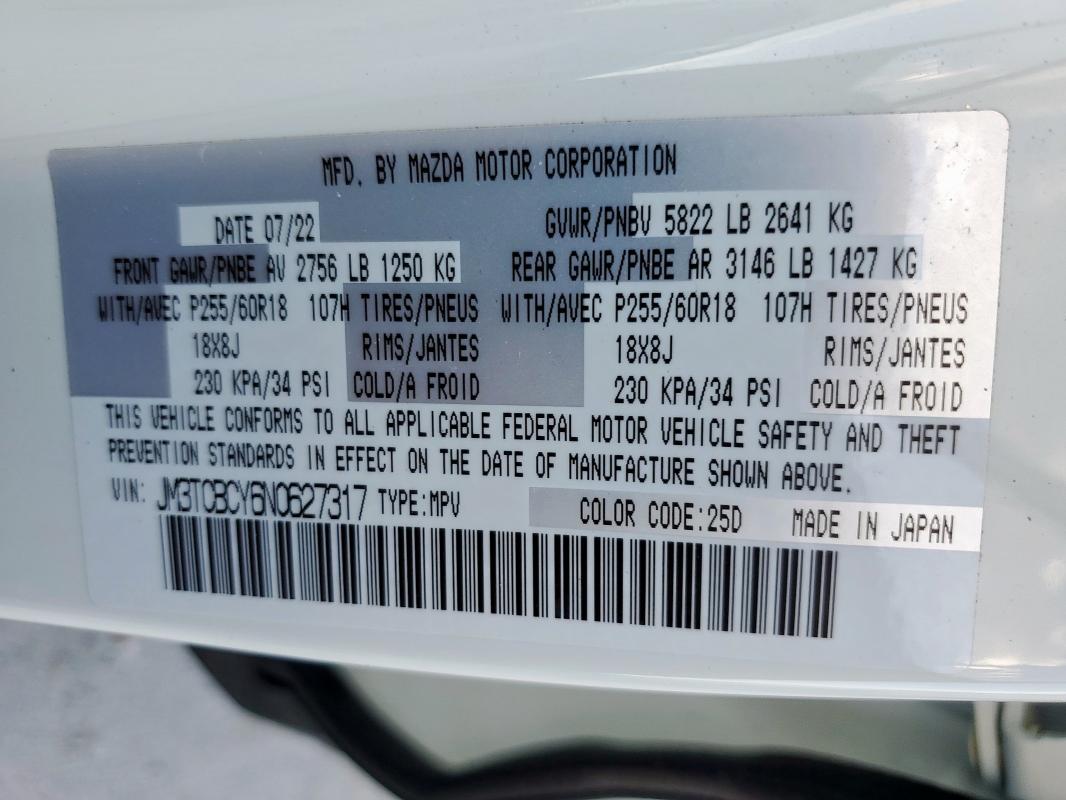 MFD. BY MAZDA MOTOR CORPORATION
DATE 07/22 GVWR/PNBV 5822 LB 2641 KG
FRONT GAWR/PNBE AV 2756 LB 1250 KG REAR GAWR/PNBE AR 3146 LB 1427 KG
WITH/AVEC P255/60R18 107H TIRES/PNEUS WITH/AVEC P255/60R18 107H TIRES/PNEUS
18X8J RIMS/JANTES 18X8J RIMS/JANTES
230 KPA/34 PSI COLD/A FROID 230 KPA/34 PSI COLD/A FROID
THIS VEHICLE CONFORMS TO ALL APPLICABLE FEDERAL MOTOR VEHICLE SAFETY AND THEFT
PREVENTION STANDARDS IN EFFECT ON THE DATE OF MANUFACTURE SHOWN ABOVE.
VIN: JM3TCBCY6N0627317 TYPE:MPV COLOR CODE:25D MADE IN JAPAN